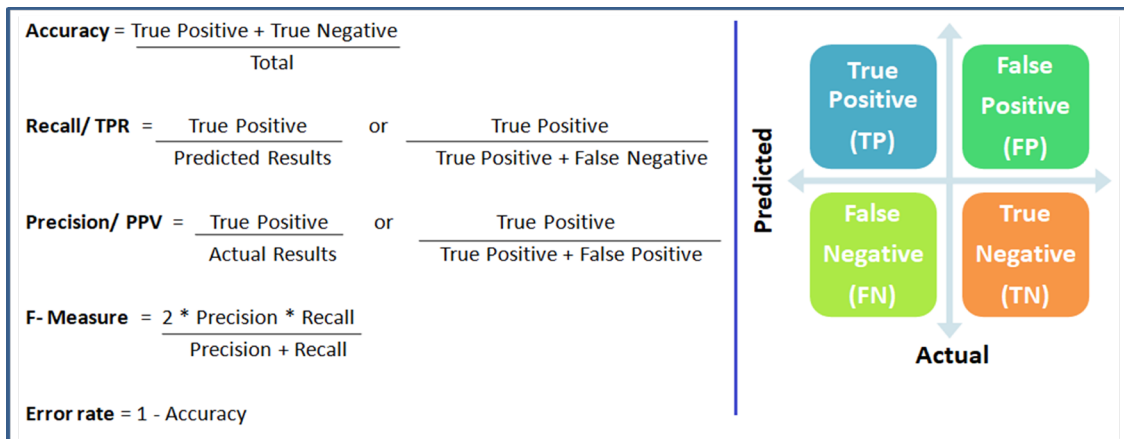 Accuracy = True Positive + True Negative
Total
Recall/ TPR = True Positive or True Positive
Predicted Results True Positive + False Negative
Precision/ PPV = True Positive or True Positive
Actual Results True Positive + False Positive
F- Measure = 2 * Precision * Recall
Precision + Recall
Error rate = 1 - Accuracy
Predicted
True
Positive
(TP)
False
Positive
(FP)
False
Negative
(FN)
True
Negative
(TN)
Actual